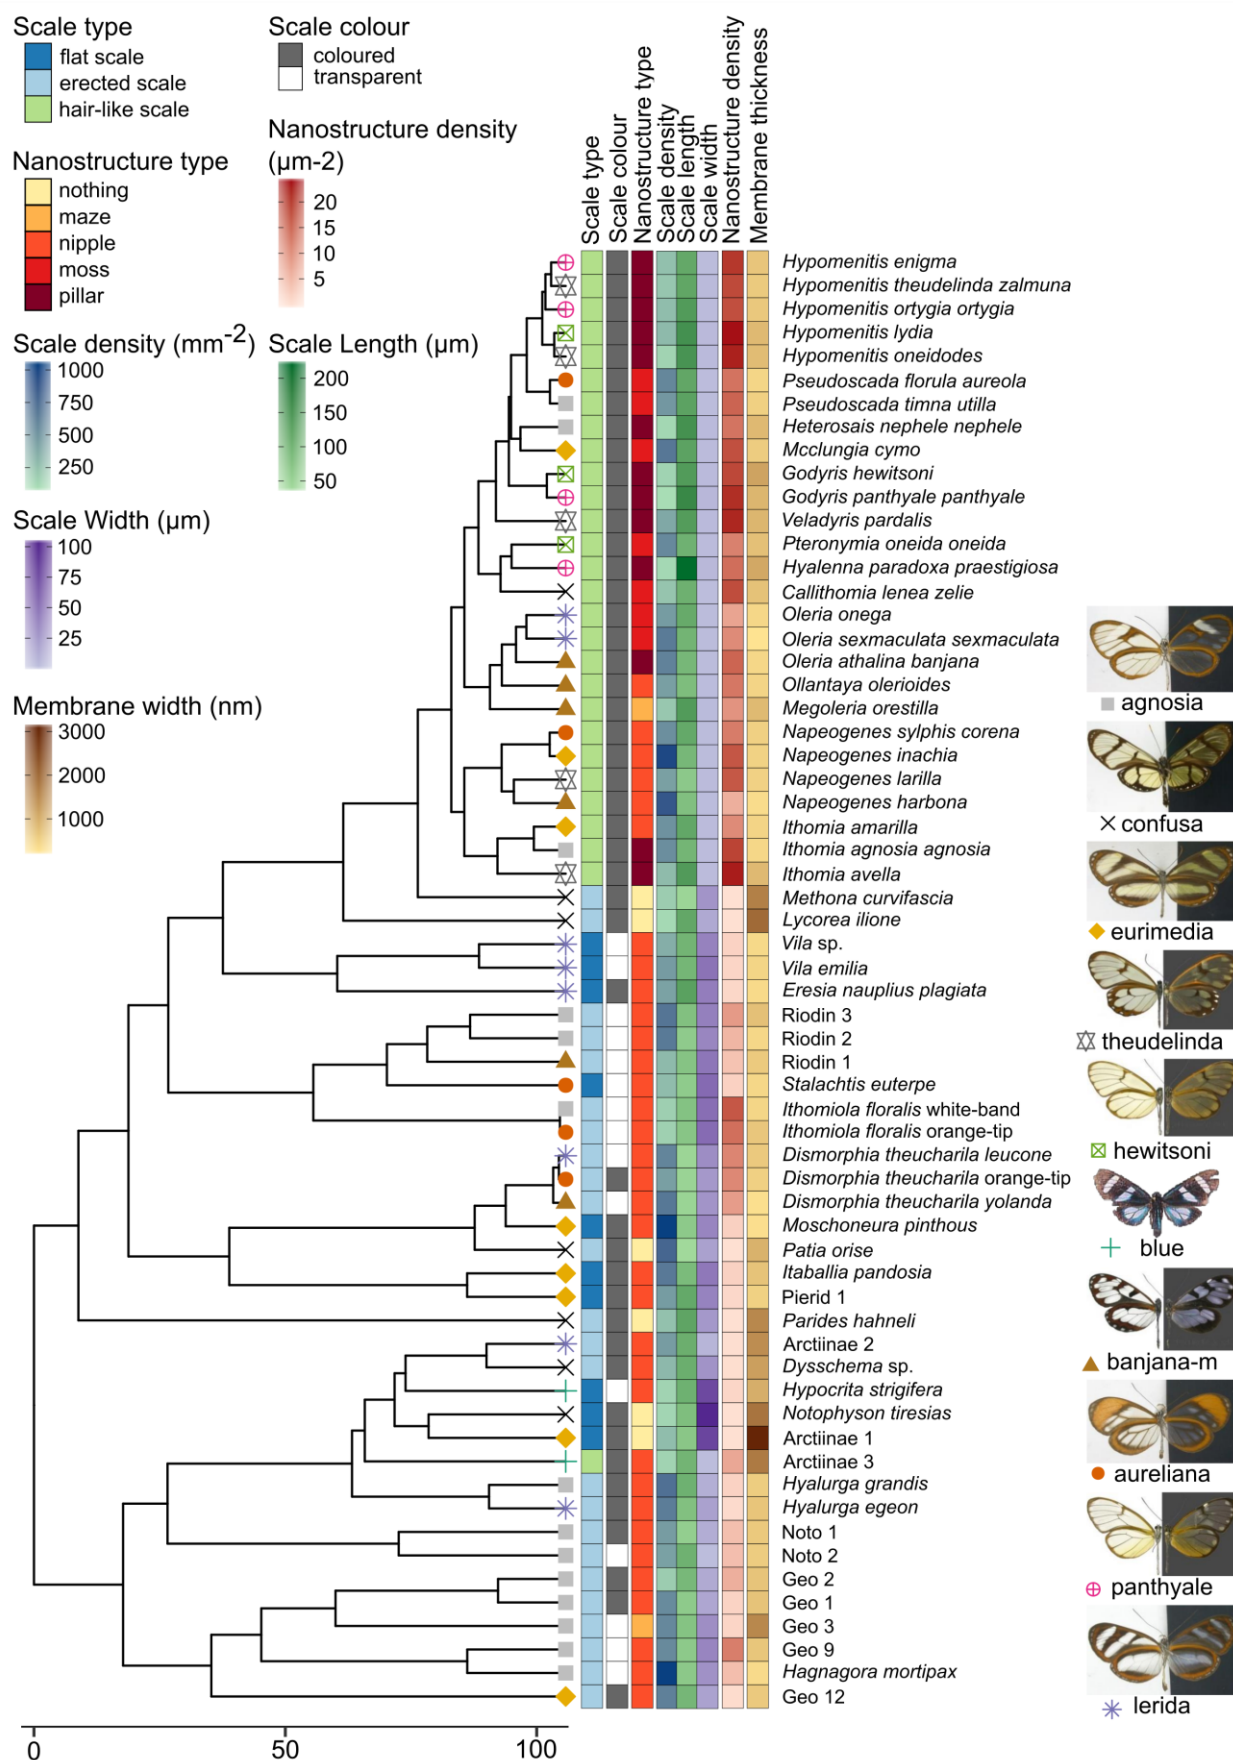 Scale type
flat scale
erected scale
hair-like scale
Scale colour
coloured
transparent
Nanostructure type
nothing
maze
nipple
moss
pillar
Nanostructure density
(µm-2)
20
15
10
5
Scale density (mm-2)
1000
750
500
250
Scale Length (µm)
200
150
100
50
Scale Width (µm)
100
75
50
25
Membrane width (nm)
3000
2000
1000
Scale type
Scale colour
Nanostructure type
Scale density
Scale length
Scale width
Nanostructure density
Membrane thickness
Hypomenitis enigma
Hypomenitis theudelinda zalmuna
Hypomenitis ortygia ortygia
Hypomenitis lydia
Hypomenitis oneidodes
Pseudoscada florula aureola
Pseudoscada timna utilla
Heterosais nephele nephele
Mcclungia cymo
Godyris hewitsoni
Godyris panthyale panthyale
Veladyris pardalis
Pteronymia oneida oneida
Hyalenna paradoxa praestigiosa
Callithomia lenea zelie
Oleria onega
Oleria sexmaculata sexmaculata
Oleria athalina banjana
Ollantaya olerioides
Megoleria orestilla
Napeogenes sylphis corena
Napeogenes inachia
Napeogenes larilla
Napeogenes harbona
Ithomia amarilla
Ithomia agnosia agnosia
Ithomia avella
Methona curvifascia
Lycorea ilione
Vila sp.
Vila emilia
Eresia nauplius plagiata
Riodin 3
Riodin 2
Riodin 1
Stalachtis euterpe
Ithomiola floralis white-band
Ithomiola floralis orange-tip
Dismorphia theucharila leucone
Dismorphia theucharila orange-tip
Dismorphia theucharila yolanda
Moschoneura pinthous
Patia orise
Itaballia pandosia
Pierid 1
Parides hahneli
Arctiinae 2
Dysschema sp.
Hypocrita strigifera
Notophyson tiresias
Arctiinae 1
Arctiinae 3
Hyalurga grandis
Hyalurga egeon
Noto 1
Noto 2
Geo 2
Geo 1
Geo 3
Geo 9
Hagnagora mortipax
Geo 12
agnosia
confusa
eurimedia
theudelinda
hewitsoni
blue
banjana-m
aureliana
panthyale
lerida
0
50
100